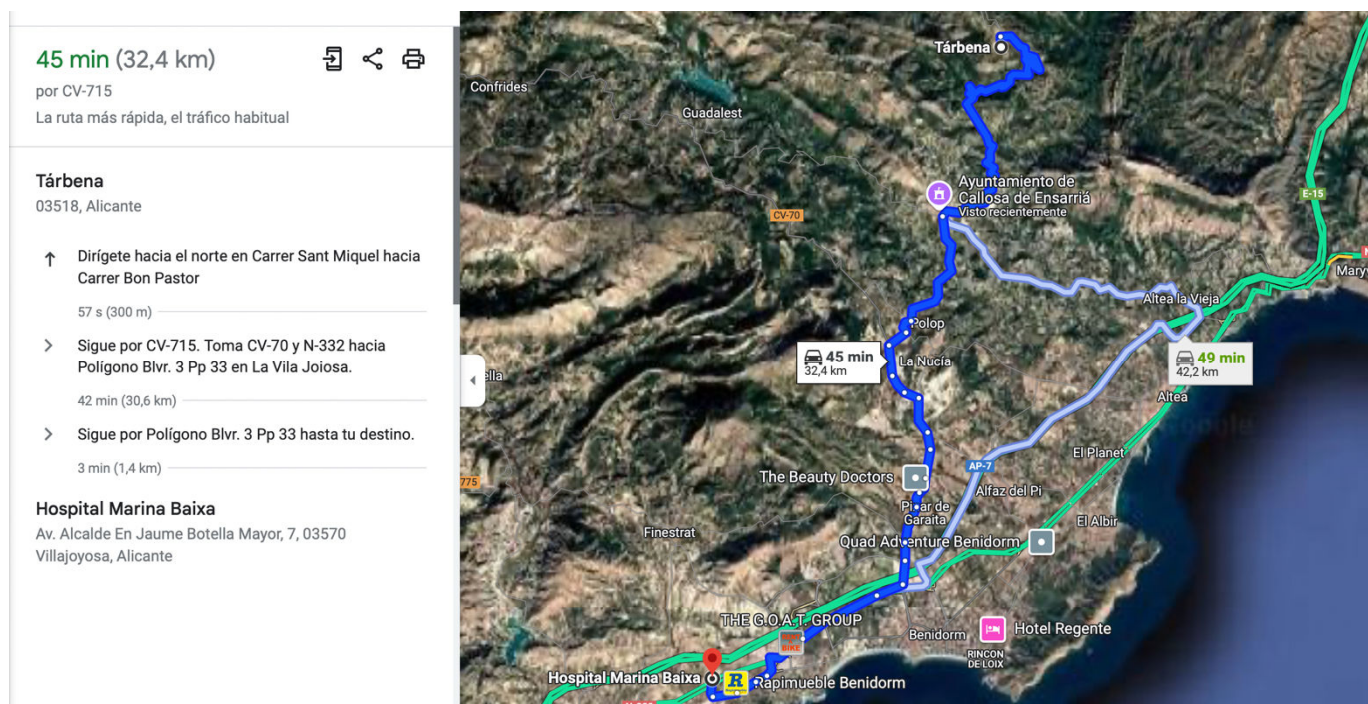 45 min (32,4 km)
por CV-715
La ruta más rápida, el tráfico habitual
Tárbena
03518, Alicante
Dirígete hacia el norte en Carrer Sant Miquel hacia
Carrer Bon Pastor
57 s (300 m)
Sigue por CV-715. Toma CV-70 y N-332 hacia
Polígono Blvr. 3 Pp 33 en La Vila Joiosa.
42 min (30,6 km)
Sigue por Polígono Blvr. 3 Pp 33 hasta tu destino.
3 min (1,4 km)
Hospital Marina Baixa
Av. Alcalde En Jaume Botella Mayor, 7, 03570
Villajoyosa, Alicante
Tárbena
Confrides
Guadalest
Ayuntamiento de
Callosa de Ensarriá
Visto recientemente
E-15
CV-70
Altea la Vieja
Polop
45 min
32,4 km
La Nucía
49 min
42,2 km
Altea
Google
El Planet
AP-7
775
The Beauty Doctors
Alfaz del Pi
Pinar de
Garaita
El Albir
Finestrat
Quad Adventure Benidorm
THE G.O.A.T. GROUP
BIKE
Benidorm
Hotel Regente
RINCON
DE LOIX
Hospital Marina Baixa
R
Rapimueble Benidorm